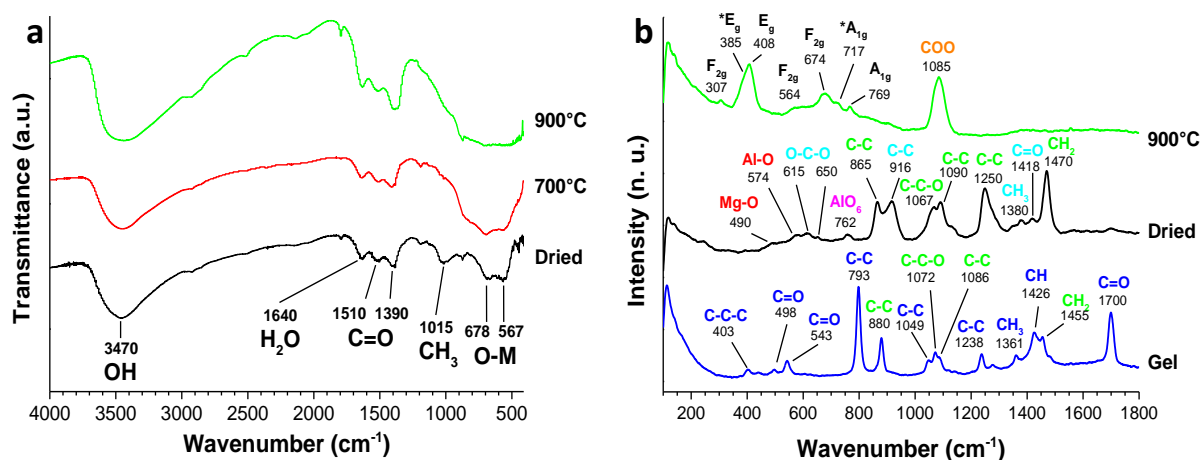 a
900°C
700°C
Dried
3470
OH
1640
H2O
1510
1390
C=O
1015
CH3
678
567
O-M
4000
3500
3000
2500
2000
1500
1000
500
Wavenumber (cm-1)
Transmittance (a.u.)
b
*Eg
385
Eg
408
F2g
307
F2g
564
F2g
674
*A1g
717
A1g
769
COO
1085
900°C
Al-O
574
O-C-O
615
650
Mg-O
490
AlO6
762
C-C
865
C-C
916
C-C-O
1067
C-C
1090
C-C
1250
C=O
1418
CH3
1380
CH2
1470
Dried
C-C-C
403
C=O
498
C=O
543
C-C
793
C-C
880
C-C
1049
C-C-O
1072
C-C
1086
C-C
1238
CH3
1361
CH
1426
CH2
1455
C=O
1700
Gel
200
400
600
800
1000
1200
1400
1600
1800
Wavenumber (cm-1)
Intensity (n. u.)